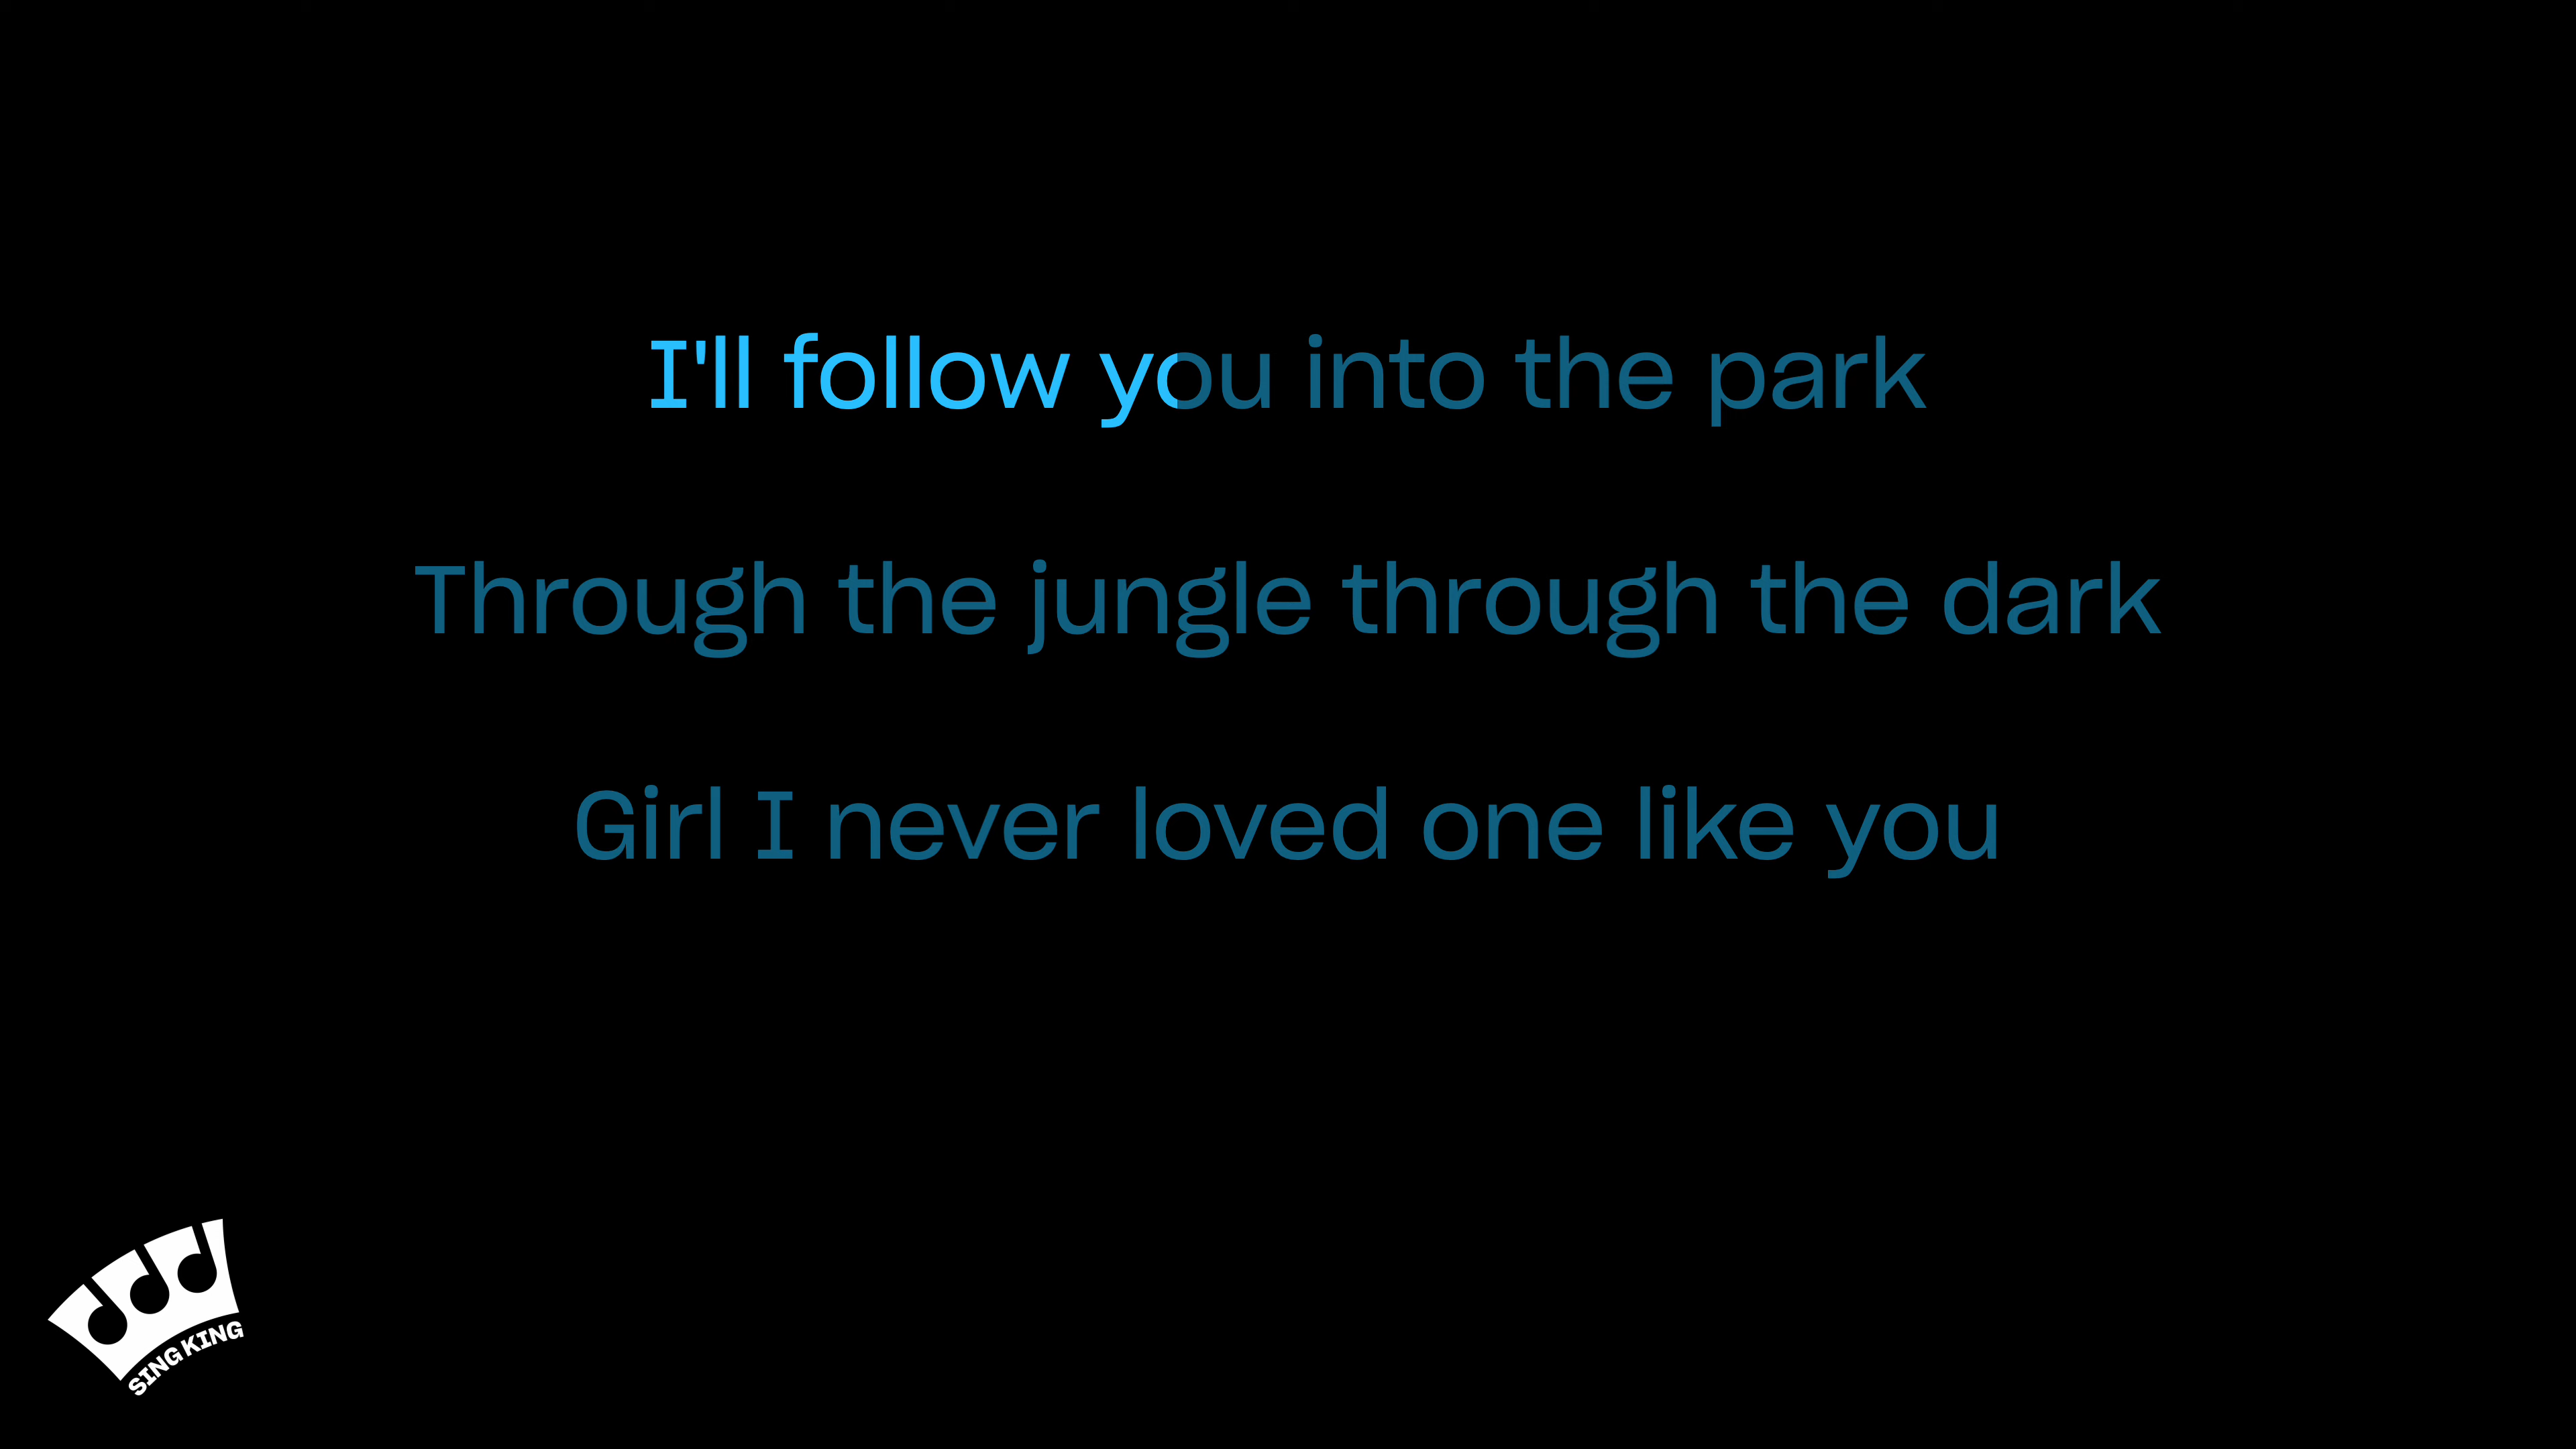 I'll follow you into the park
Through the jungle through the dark
Girl I never loved one like you
SING KING